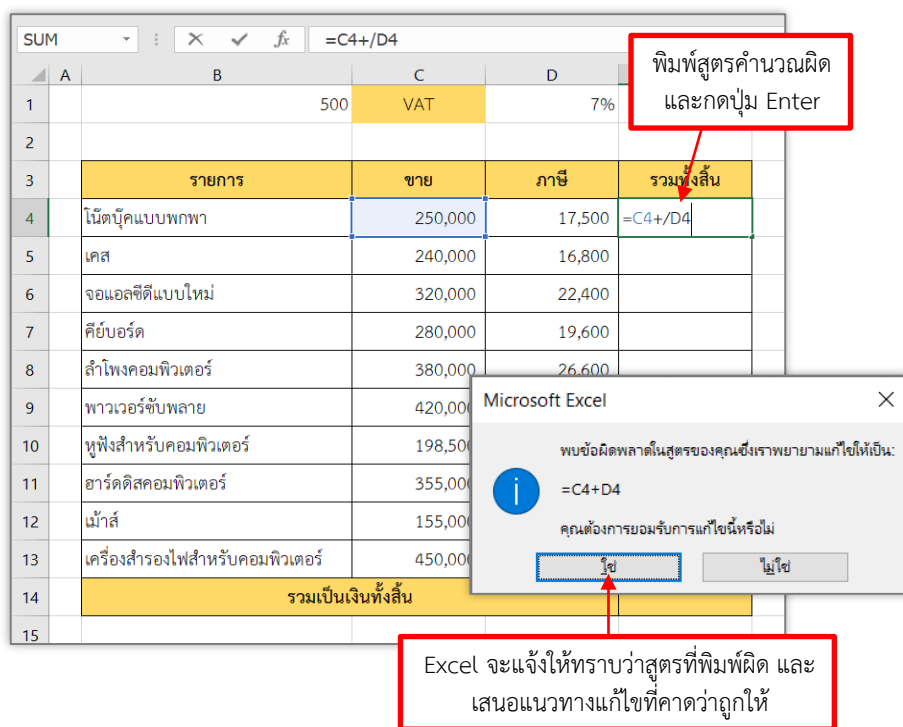 SUM =C4+/D4
พิมพ์สูตรคำนวณผิด
และกดปุ่ม Enter
A B C D
1 500 VAT 7%
2
3 รายการ ขาย ภาษี รวมทั้งสิ้น
4 โน๊ตบุ๊คแบบพกพา 250,000 17,500 =C4+/D4
5 เคส 240,000 16,800
6 จอแอลซีดีแบบใหม่ 320,000 22,400
7 คีย์บอร์ด 280,000 19,600
8 ลำโพงคอมพิวเตอร์ 380,000 26,600
9 พาวเวอร์ซับพลาย 420,000
10 หูฟังสำหรับคอมพิวเตอร์ 198,500
11 ฮาร์ดดิสคอมพิวเตอร์ 355,000
12 เม้าส์ 155,000
13 เครื่องสำรองไฟสำหรับคอมพิวเตอร์ 450,000
14 รวมเป็นเงินทั้งสิ้น
15
Microsoft Excel
พบข้อผิดพลาดในสูตรของคุณซึ่งเราพยายามแก้ไขให้เป็น:
=C4+D4
คุณต้องการยอมรับการแก้ไขนี้หรือไม่
ใช่ ไม่ใช่
Excel จะแจ้งให้ทราบว่าสูตรที่พิมพ์ผิด และ
เสนอแนวทางแก้ไขที่คาดว่าถูกให้